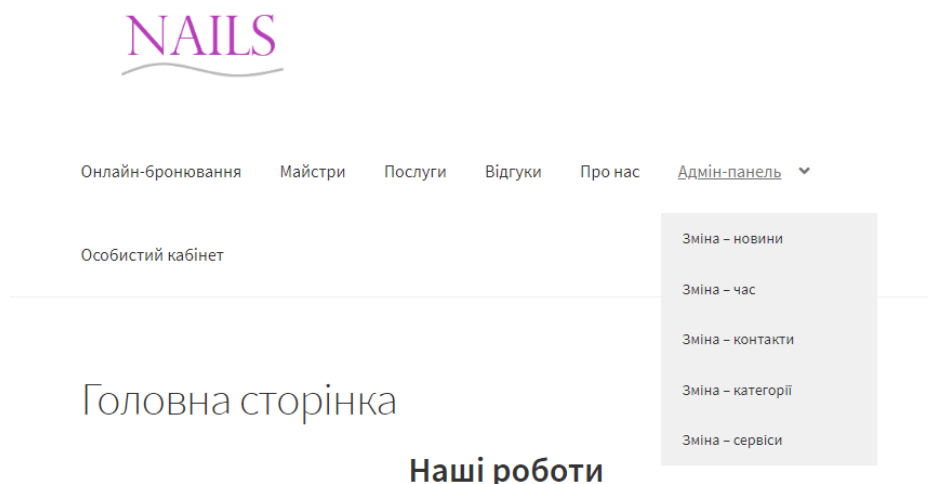 NAILS
Онлайн-бронювання Майстри Послуги Відгуки Про нас Адмін-панель
Особистий кабінет
Зміна – новини
Зміна – час
Зміна – контакти
Зміна – категорії
Зміна – сервіси
Головна сторінка
Наші роботи